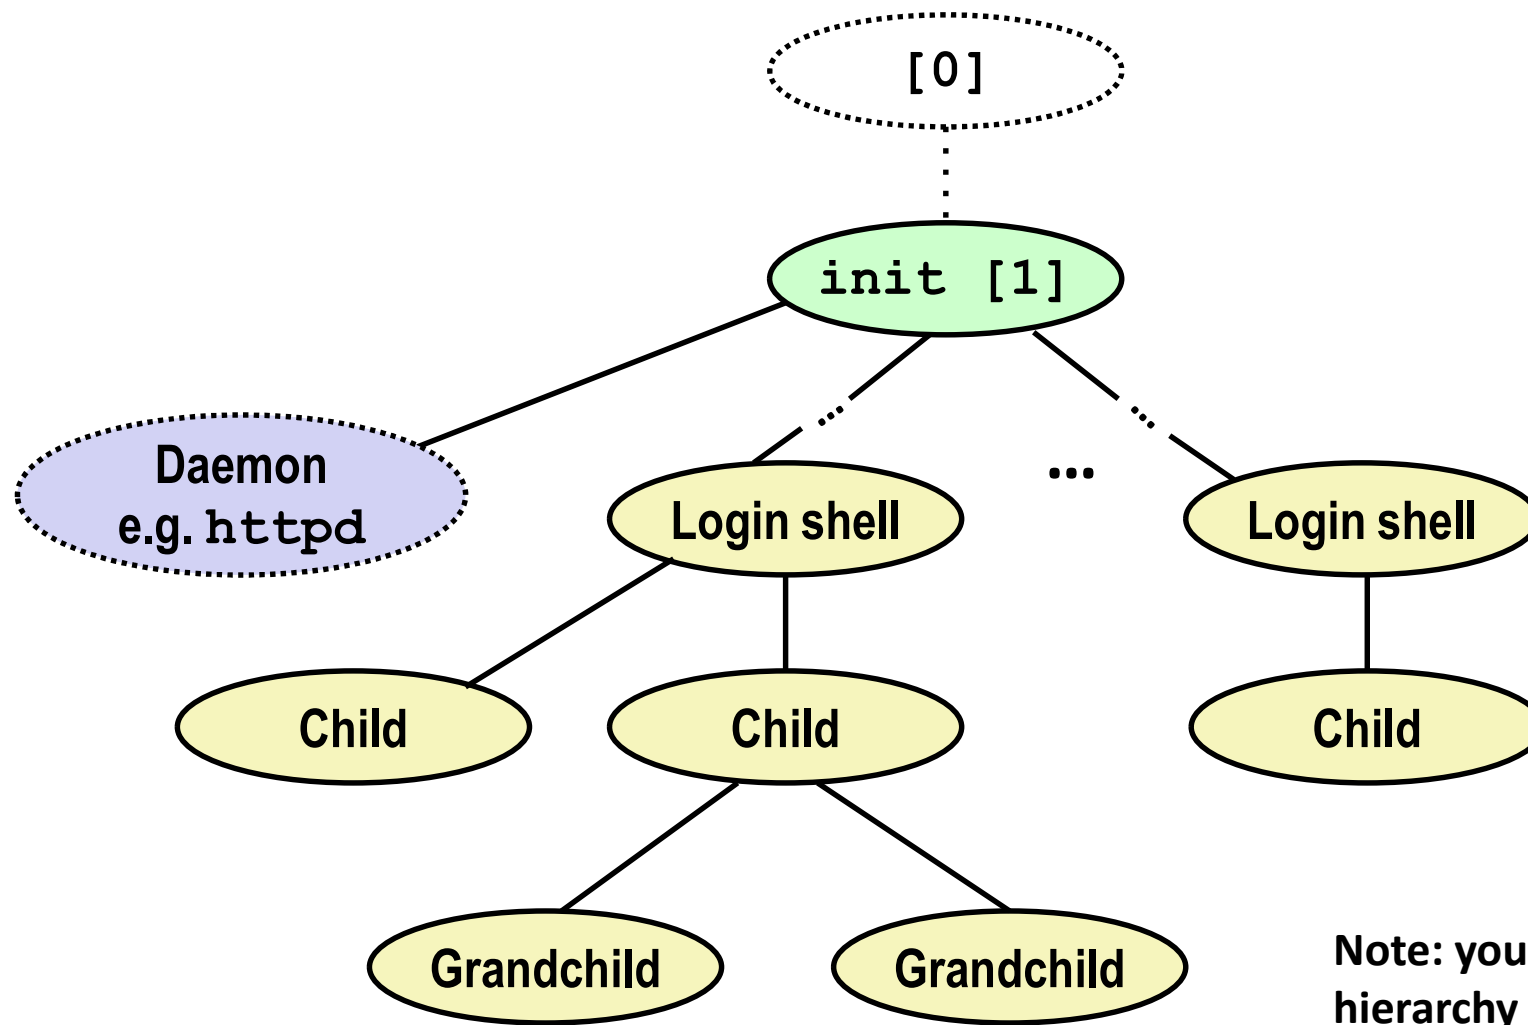 [0]
init [1]
Daemon
e.g. httpd
...
...
...
Login shell
Login shell
Child
Child
Child
Grandchild
Grandchild
Note: you
hierarchy